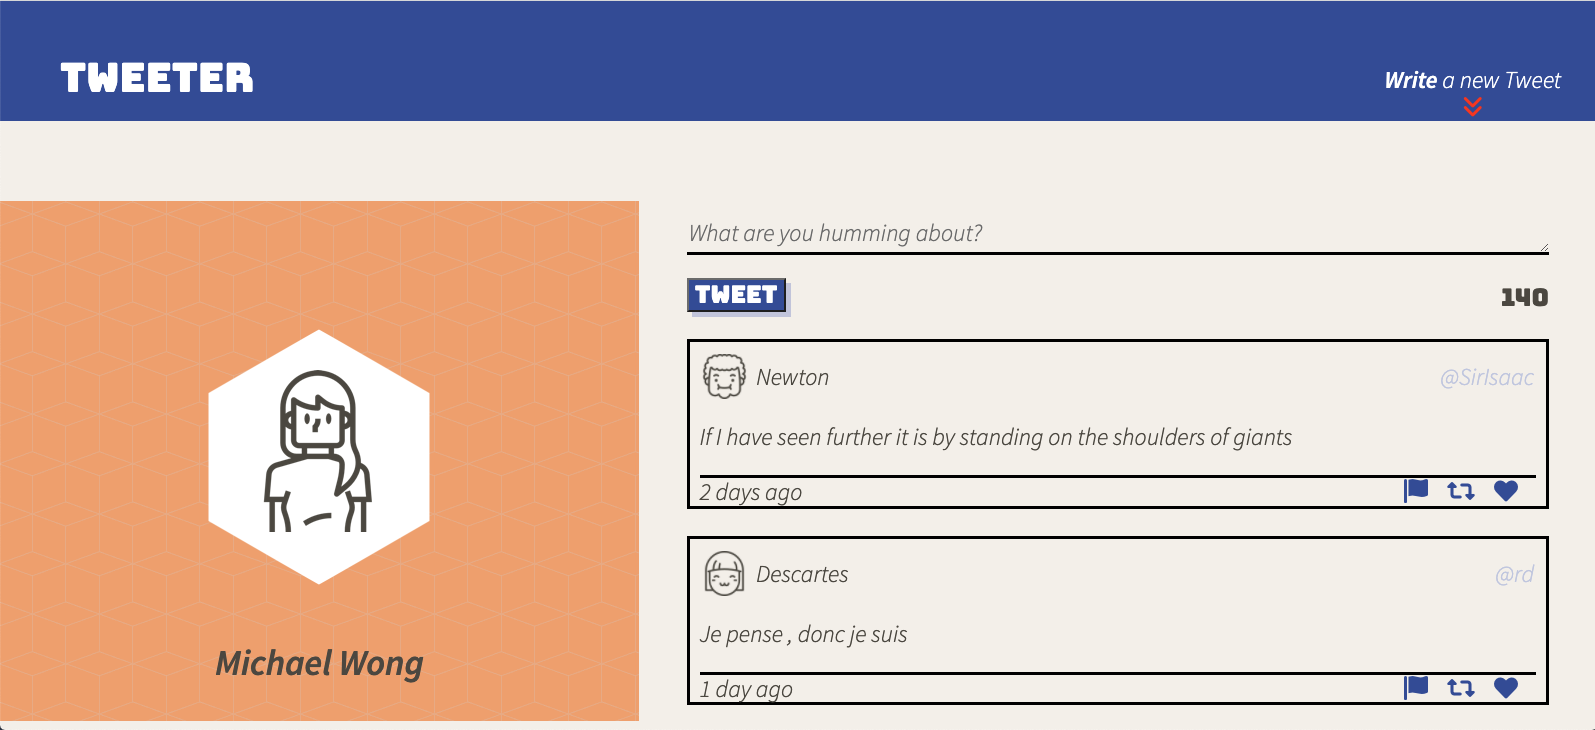 TWEETER
Write a new Tweet
What are you humming about?
TWEET
140
Newton
@SirIsaac
If I have seen further it is by standing on the shoulders of giants
2 days ago
Descartes
@rd
Je pense , donc je suis
1 day ago
Michael Wong